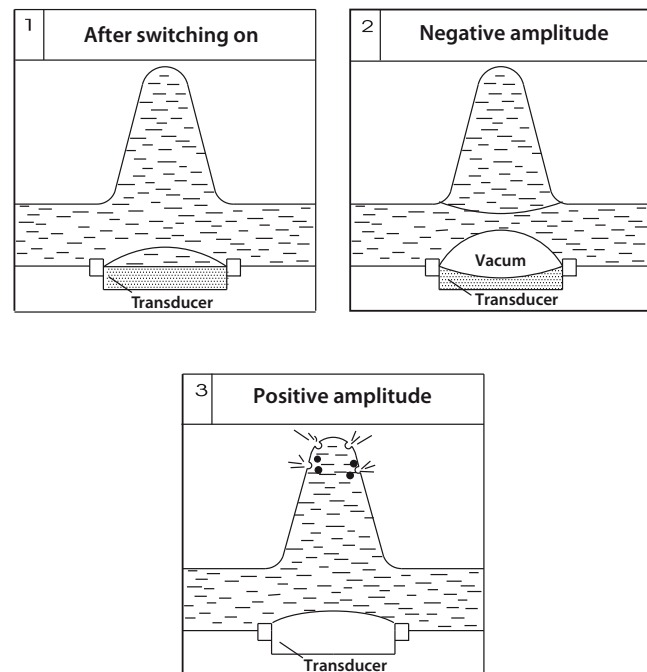 1
After switching on
Transducer
2
Negative amplitude
Vacum
Transducer
3
Positive amplitude
Transducer